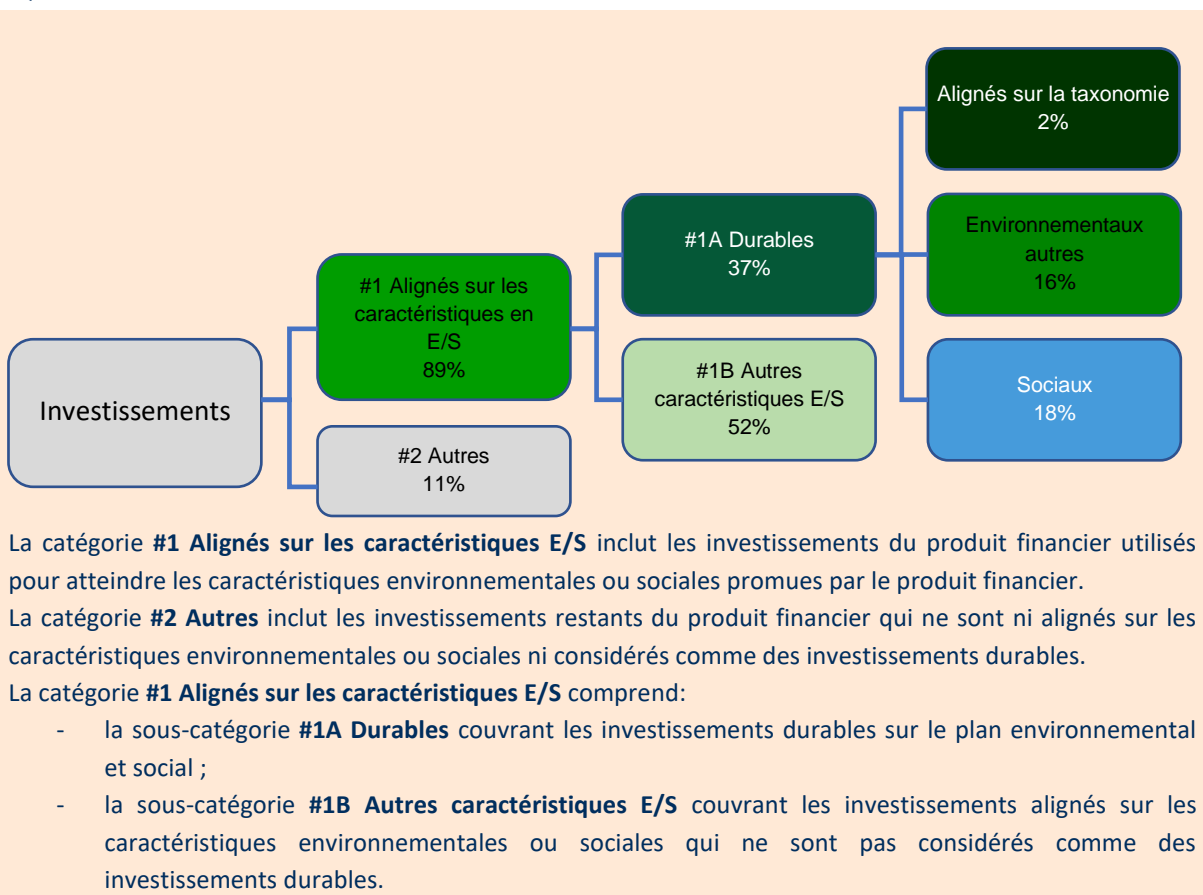 Investissements
#1 Alignés sur les
caractéristiques en
E/S
89%
#2 Autres
11%
#1A Durables
37%
#1B Autres
caractéristiques E/S
52%
Alignés sur la taxonomie
2%
Environnementaux
autres
16%
Sociaux
18%
La catégorie #1 Alignés sur les caractéristiques E/S inclut les investissements du produit financier utilisés
pour atteindre les caractéristiques environnementales ou sociales promues par le produit financier.
La catégorie #2 Autres inclut les investissements restants du produit financier qui ne sont ni alignés sur les
caractéristiques environnementales ou sociales ni considérés comme des investissements durables.
La catégorie #1 Alignés sur les caractéristiques E/S comprend:
- la sous-catégorie #1A Durables couvrant les investissements durables sur le plan environnemental
et social ;
- la sous-catégorie #1B Autres caractéristiques E/S couvrant les investissements alignés sur les
caractéristiques environnementales ou sociales qui ne sont pas considérés comme des
investissements durables.